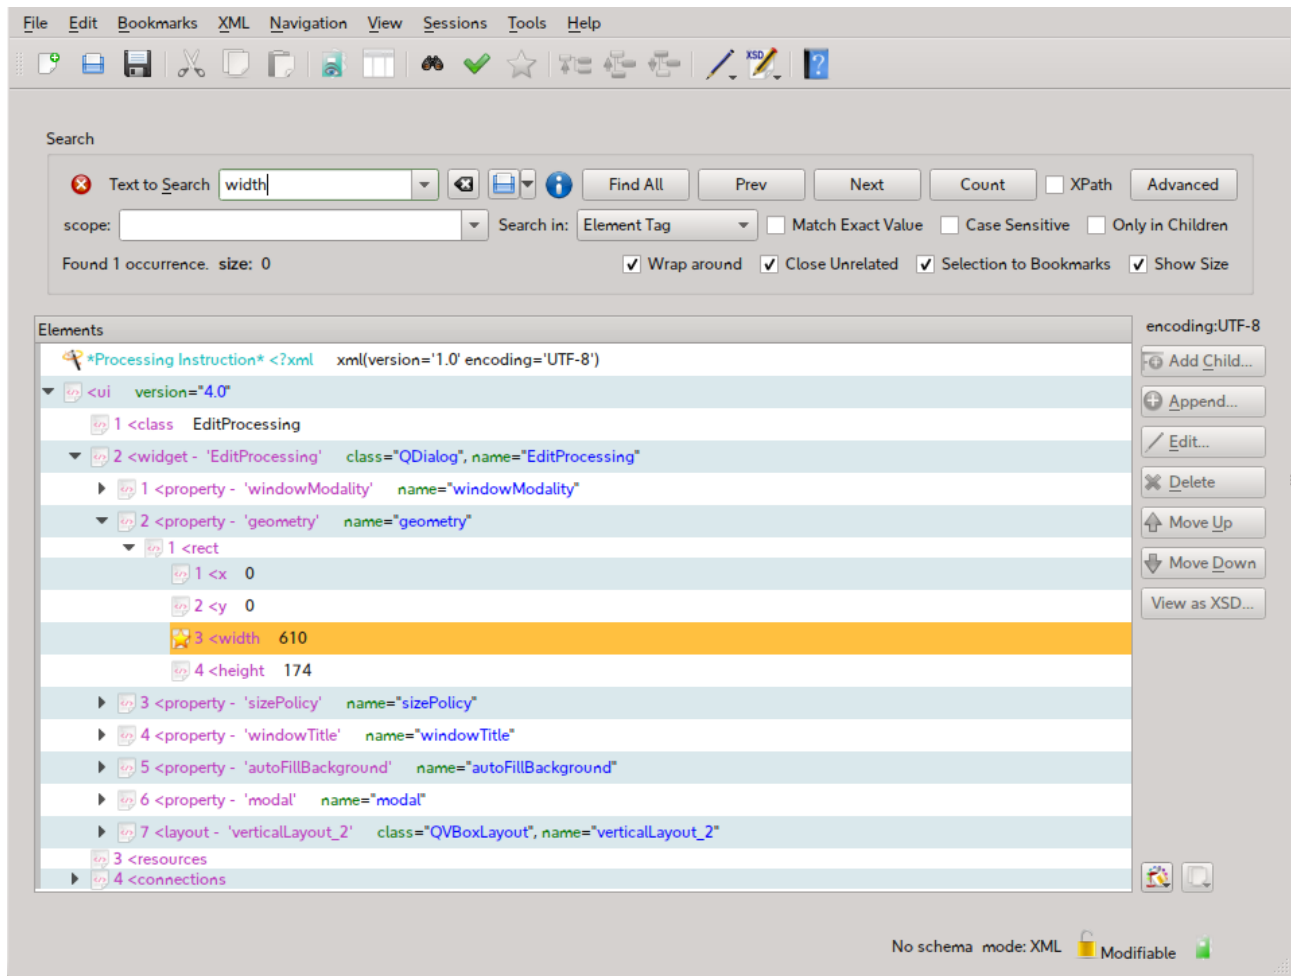 File Edit Bookmarks XML Navigation View Sessions Tools Help
XSD
?
Search
Text to Search width i Find All Prev Next Count XPath Advanced
scope: Search in: Element Tag Match Exact Value Case Sensitive Only in Children
Found 1 occurrence. size: 0 Wrap around Close Unrelated Selection to Bookmarks Show Size
Elements
encoding:UTF-8
*Processing Instruction* <?xml xml(version='1.0' encoding='UTF-8')
<ui version="4.0"
1 <class EditProcessing
2 <widget - 'EditProcessing' class="QDialog", name="EditProcessing"
1 <property - 'windowModality' name="windowModality"
2 <property - 'geometry' name="geometry"
1 <rect
1 <x 0
2 <y 0
3 <width 610
4 <height 174
3 <property - 'sizePolicy' name="sizePolicy"
4 <property - 'windowTitle' name="windowTitle"
5 <property - 'autoFillBackground' name="autoFillBackground"
6 <property - 'modal' name="modal"
7 <layout - 'verticalLayout_2' class="QVBoxLayout", name="verticalLayout_2"
3 <resources
4 <connections
Add Child...
Append...
Edit...
Delete
Move Up
Move Down
View as XSD...
No schema mode: XML Modifiable